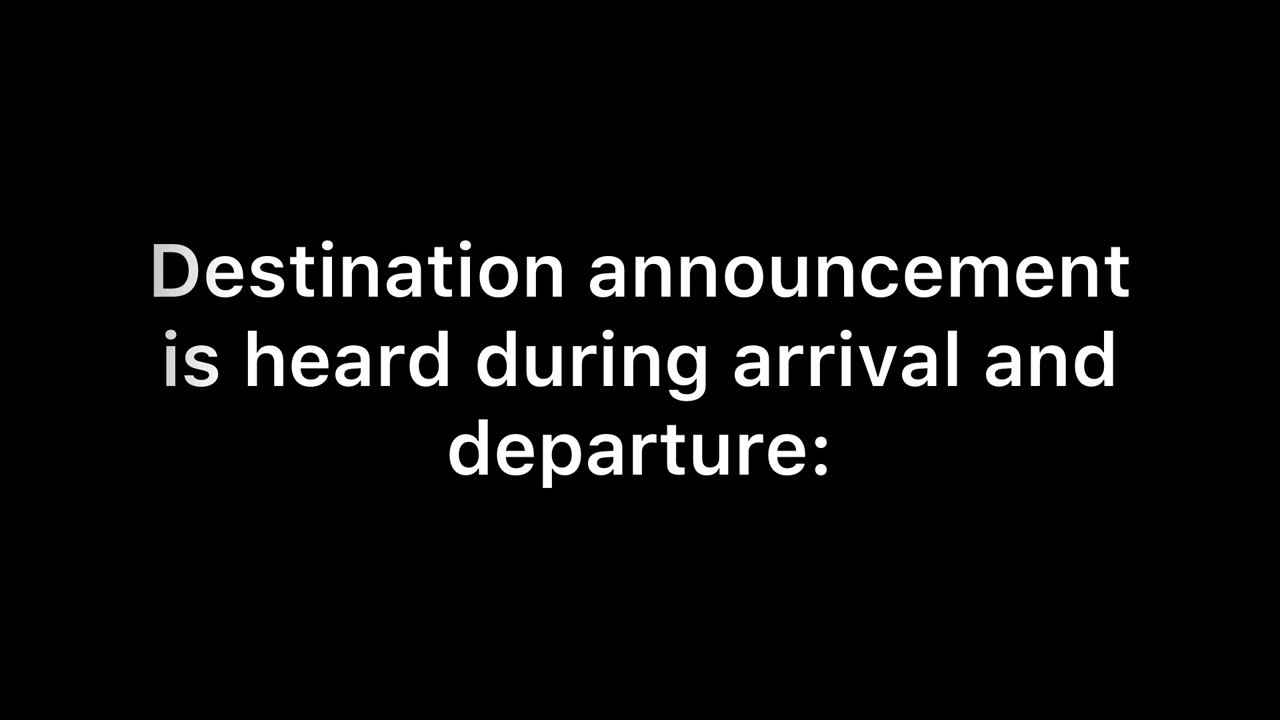 Destination announcement
is heard during arrival and
departure: